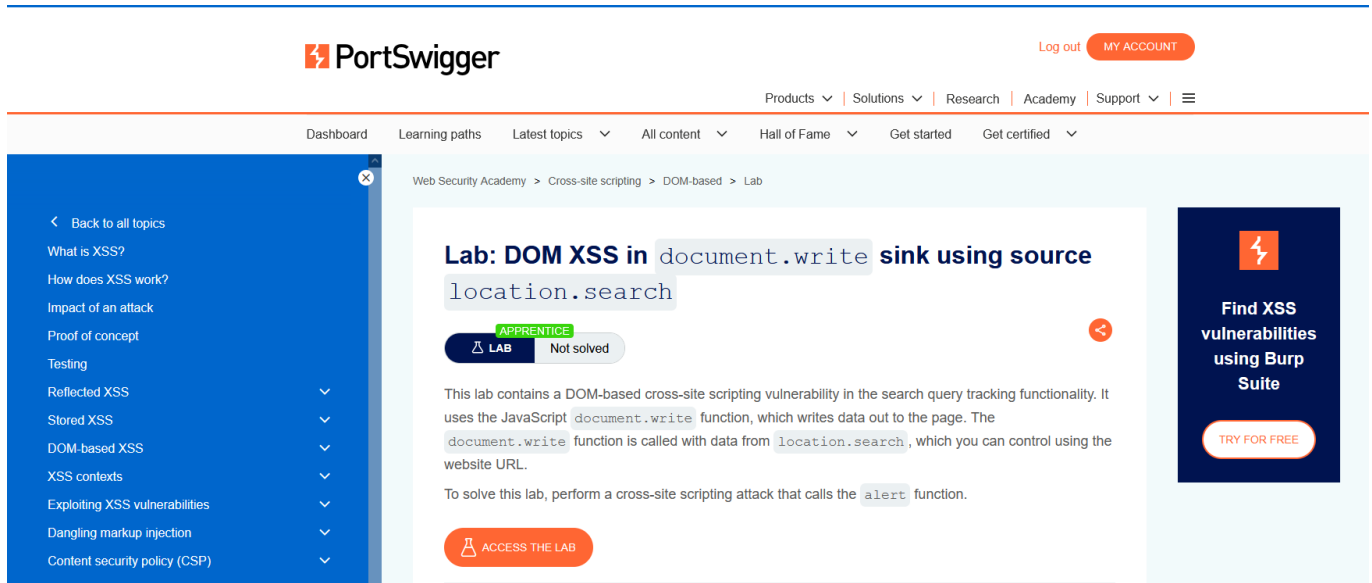 PortSwigger
Log out MY ACCOUNT
Products Solutions Research Academy Support
Dashboard Learning paths Latest topics All content Hall of Fame Get started Get certified
Back to all topics
What is XSS?
How does XSS work?
Impact of an attack
Proof of concept
Testing
Reflected XSS
Stored XSS
DOM-based XSS
XSS contexts
Exploiting XSS vulnerabilities
Dangling markup injection
Content security policy (CSP)
Web Security Academy > Cross-site scripting > DOM-based > Lab
Lab: DOM XSS in document.write sink using source
location.search
APPRENTICE
LAB Not solved
This lab contains a DOM-based cross-site scripting vulnerability in the search query tracking functionality. It
uses the JavaScript document.write function, which writes data out to the page. The
document.write function is called with data from location.search, which you can control using the
website URL.
To solve this lab, perform a cross-site scripting attack that calls the alert function.
ACCESS THE LAB
Find XSS
vulnerabilities
using Burp
Suite
TRY FOR FREE